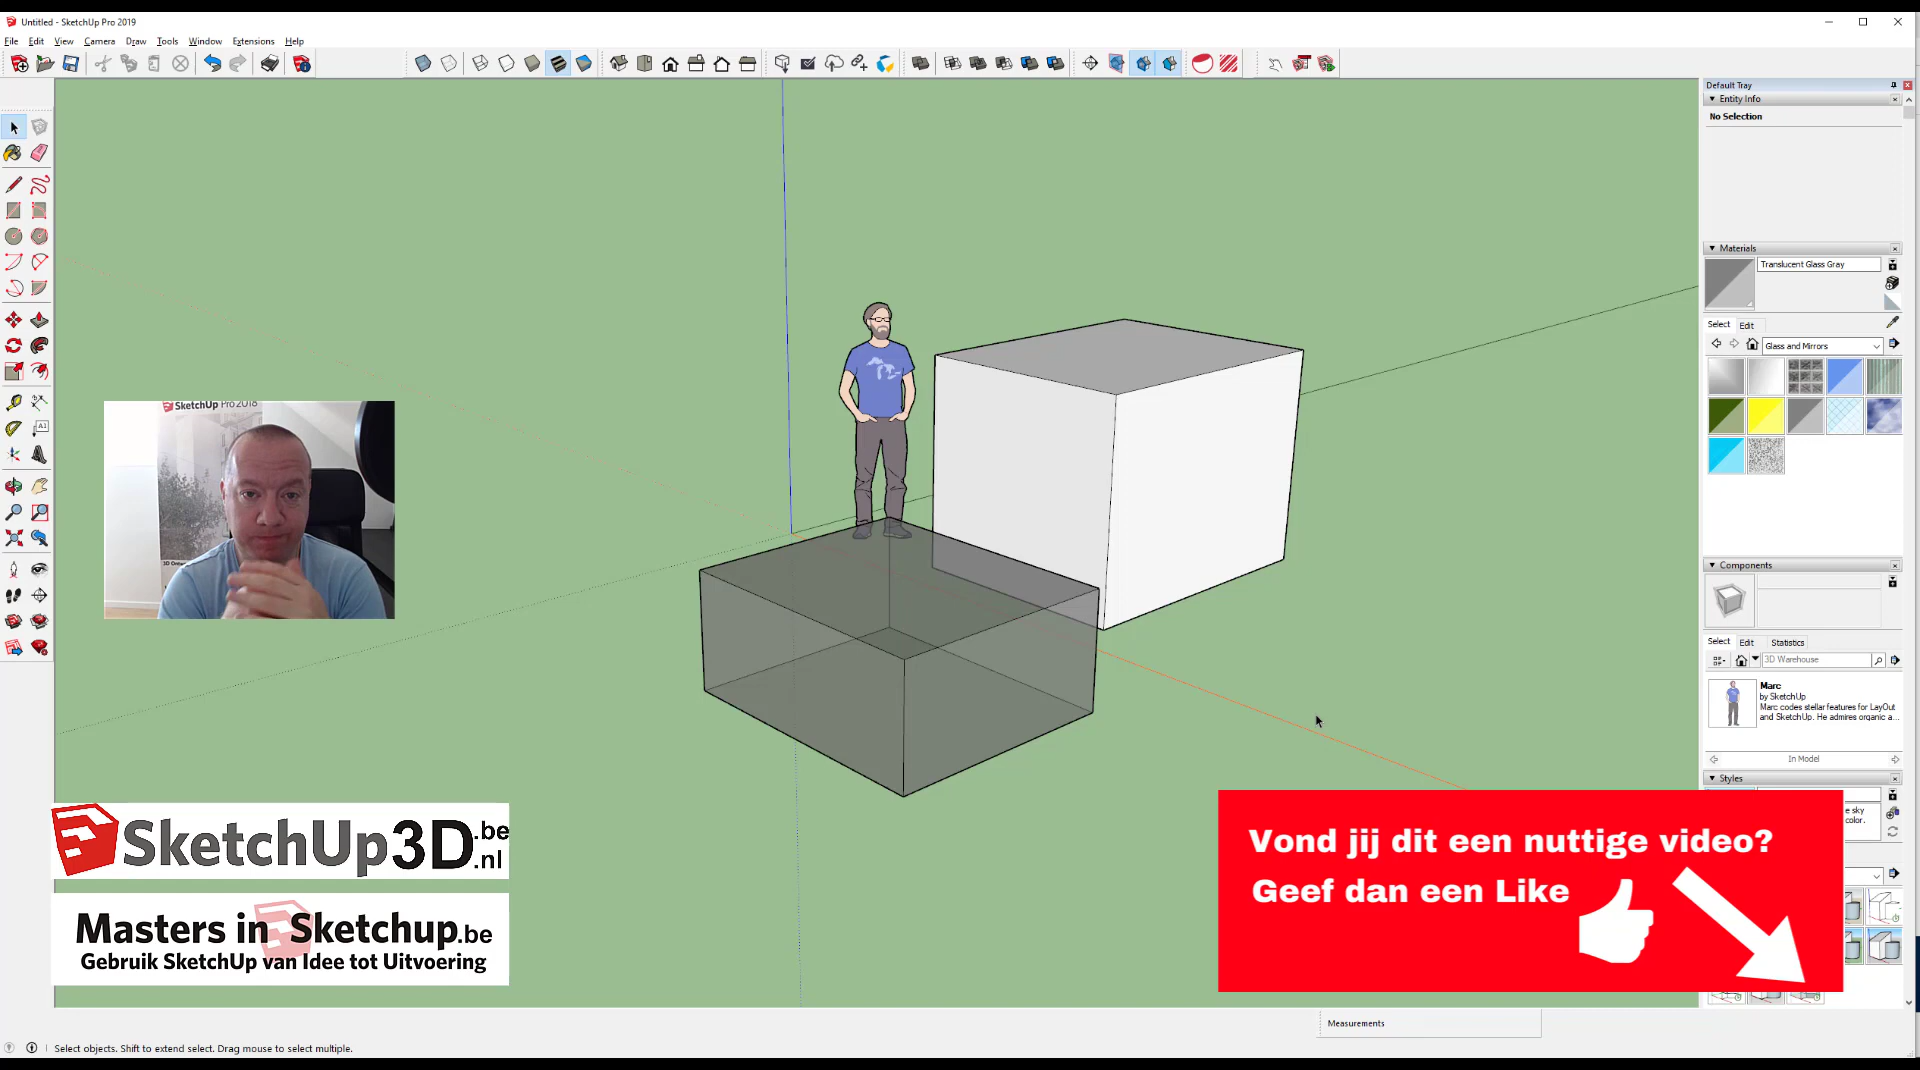 Untitled - SketchUp Pro 2019
File Edit View Camera Draw Tools Window Extensions Help
Default Tray
Entity Info
No Selection
Materials
Translucent Glass Gray
Select Edit
Glass and Mirrors
Components
Select Edit Statistics
3D Warehouse
Marc
by SketchUp
Marc codes stellar features for LayOut
and SketchUp. He admires organic a...
In Model
Styles
e sky
color.
SketchUp Pro 2018
A1
SketchUp3D.be
.nl
Masters in Sketchup.be
Gebruik SketchUp van Idee tot Uitvoering
Vond jij dit een nuttige video?
Geef dan een Like
Measurements
Select objects. Shift to extend select. Drag mouse to select multiple.